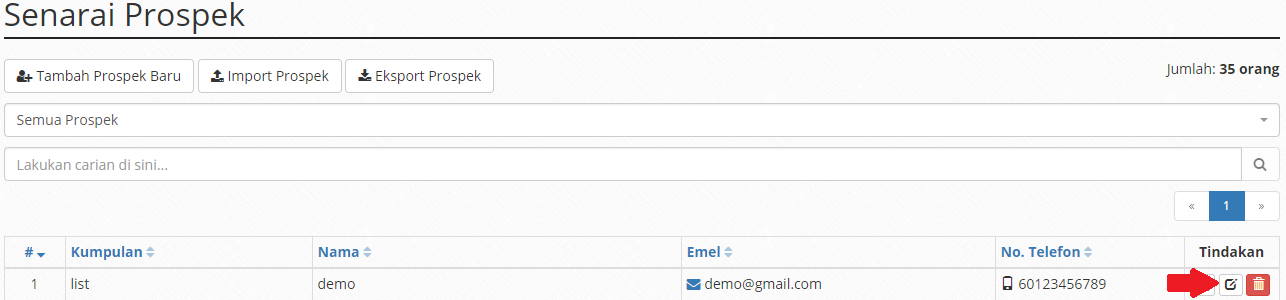 Senarai Prospek
Tambah Prospek Baru Import Prospek Eksport Prospek Jumlah: 35 orang
Semua Prospek
Lakukan carian di sini...
« 1 »
# Kumpulan Nama Emel No. Telefon Tindakan
1 list demo demo@gmail.com 60123456789